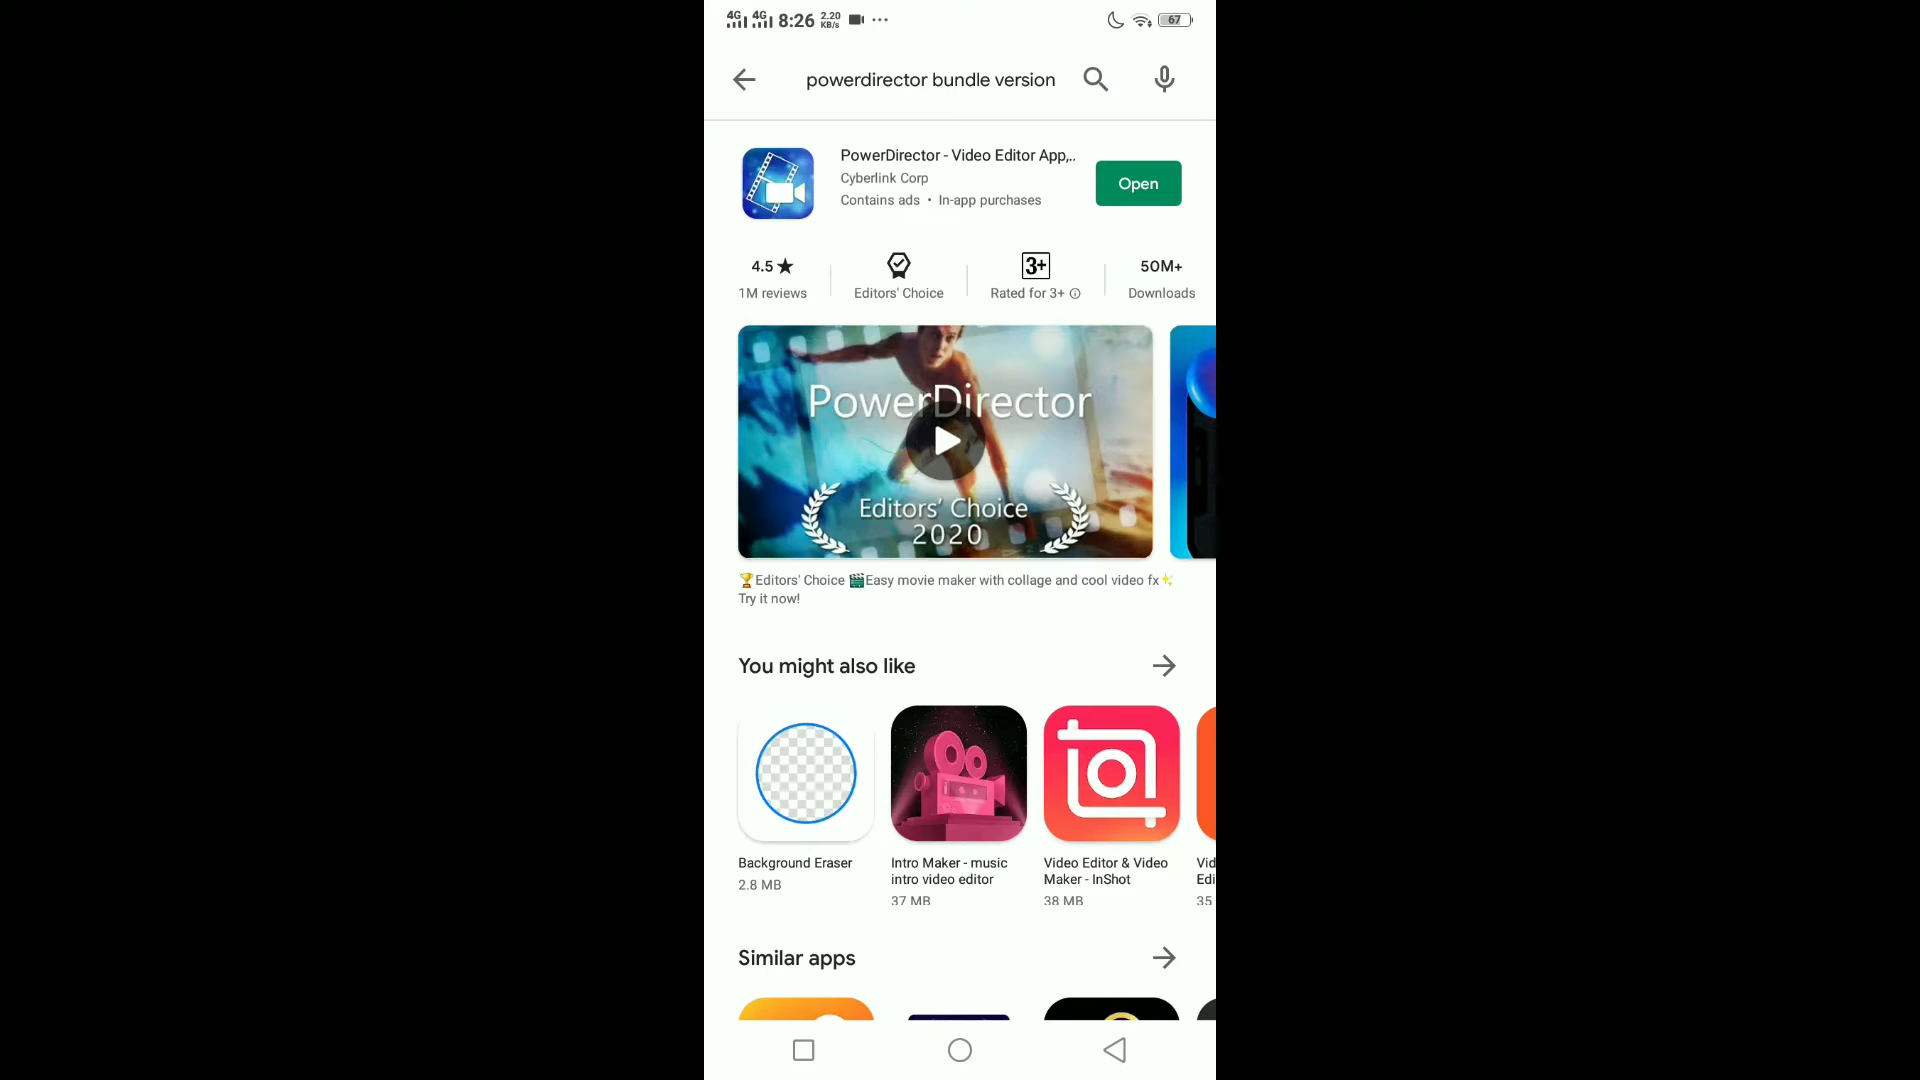 4G 4G 8:26 2.20 KB/s 67
powerdirector bundle version
PowerDirector - Video Editor App,..
Cyberlink Corp
Contains ads • In-app purchases
Open
4.5★ 3+ 50M+
1M reviews Editors' Choice Rated for 3+ Downloads
PowerDirector
Editors' Choice
2020
🏆Editors' Choice 🎬Easy movie maker with collage and cool video fx✨
Try it now!
You might also like
Background Eraser
2.8 MB
Intro Maker - music
intro video editor
37 MB
Video Editor & Video
Maker - InShot
38 MB
Vid
Edi
35
Similar apps